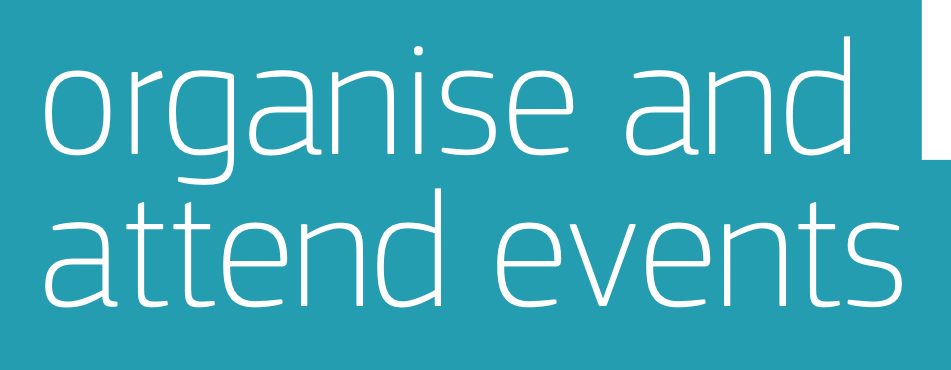 organise and
attend events